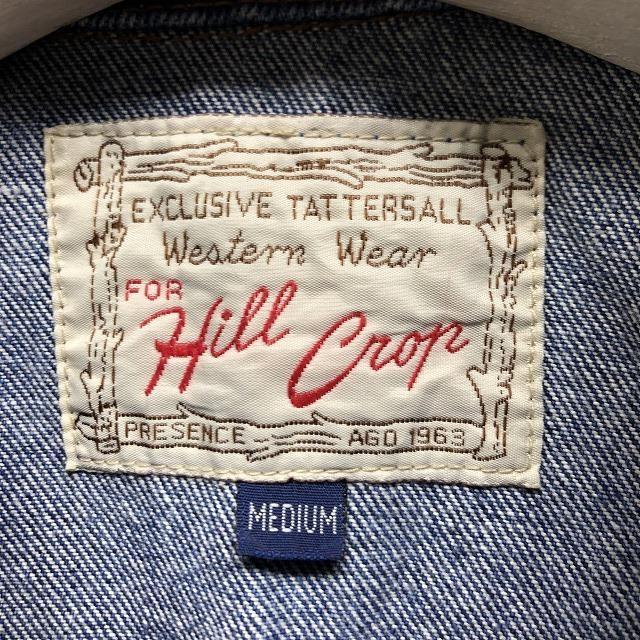 EXCLUSIVE TATTERSALL
Western Wear
FOR
Hill Crop
PRESENCE AGO 1963
MEDIUM